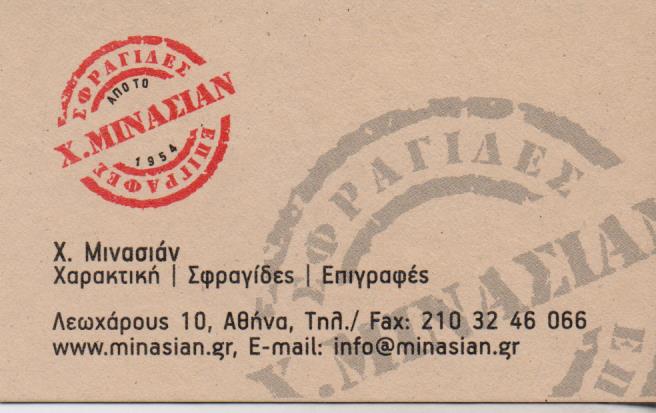 ΣΦΡΑΓΙΔΕΣ
ΑΠΟ ΤΟ
Χ.ΜΙΝΑΣΙΑΝ
1954
ΕΠΙΓΡΑΦΕΣ
ΣΦΡΑΓΙΔΕΣ
Χ.ΜΙΝΑΣΙΑΝ
ΕΠ
Χ. Μινασιάν
Χαρακτική | Σφραγίδες | Επιγραφές
Λεωχάρους 10, Αθήνα, Τηλ./ Fax: 210 32 46 066
www.minasian.gr, E-mail: info@minasian.gr